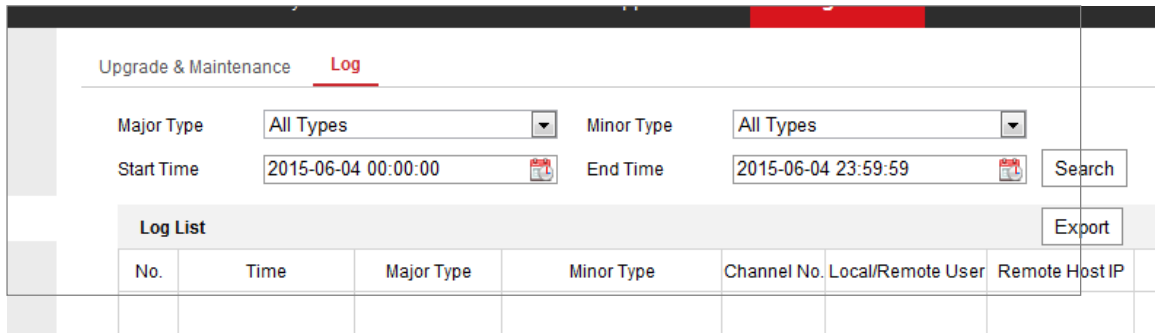 Upgrade & Maintenance Log
Major Type All Types Minor Type All Types
Start Time 2015-06-04 00:00:00 End Time 2015-06-04 23:59:59 Search
Log List Export
No. Time Major Type Minor Type Channel No. Local/Remote User Remote Host IP